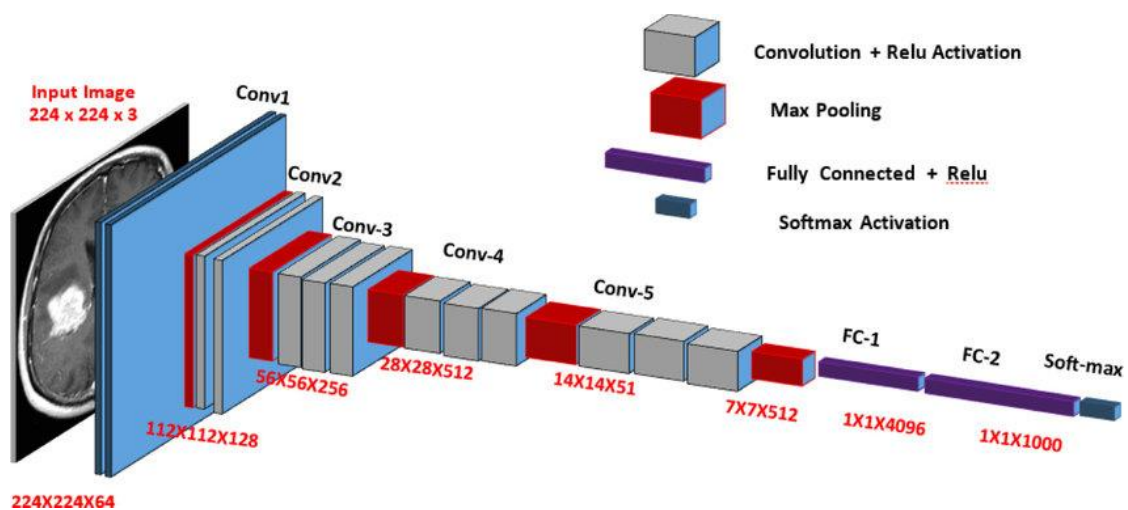 Input Image
224 x 224 x 3
Conv1
Conv2
Conv-3
Conv-4
Conv-5
FC-1
FC-2
Soft-max
224X224X64
112X112X128
56X56X256
28X28X512
14X14X51
7X7X512
1X1X4096
1X1X1000
Convolution + Relu Activation
Max Pooling
Fully Connected + Relu
Softmax Activation